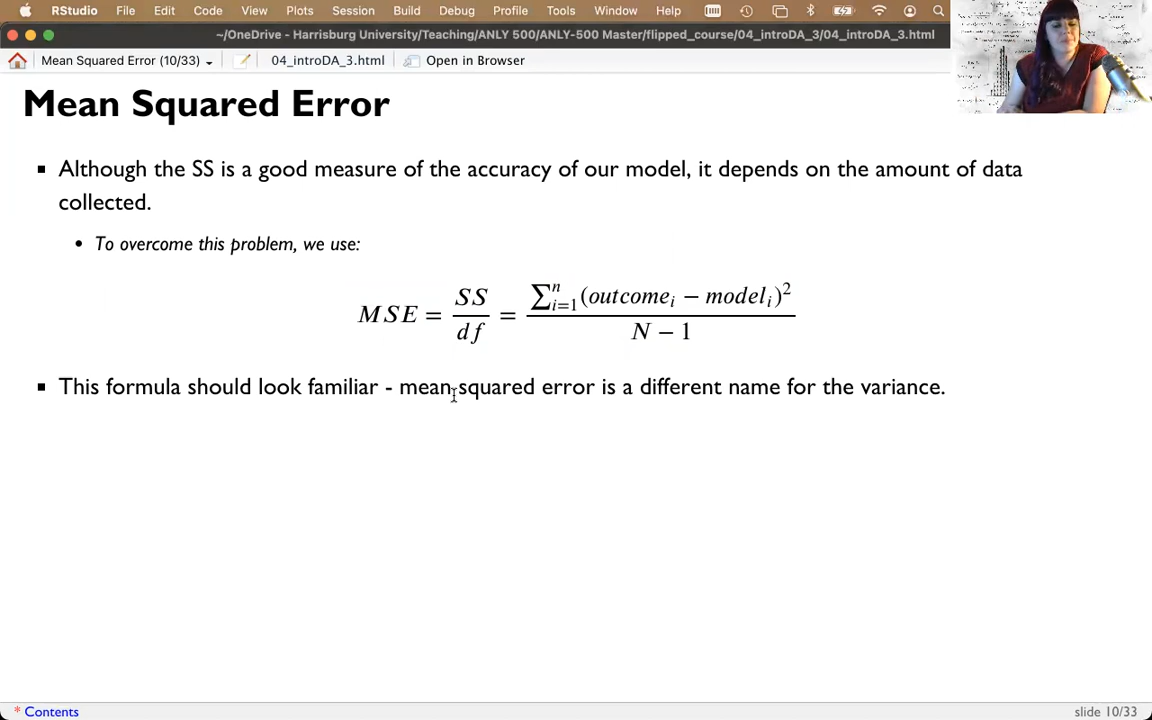 RStudio File Edit Code View Plots Session Build Debug Profile Tools Window Help
~/OneDrive - Harrisburg University/Teaching/ANLY 500/ANLY-500 Master/flipped_course/04_introDA_3/04_introDA_3.html
Mean Squared Error (10/33) 04_introDA_3.html Open in Browser
Mean Squared Error
▪ Although the SS is a good measure of the accuracy of our model, it depends on the amount of data
collected.
• To overcome this problem, we use:
MSE = SS/df = ∑ⁿᵢ₌₁(outcomeᵢ − modelᵢ)²/N − 1
▪ This formula should look familiar - mean squared error is a different name for the variance.
* Contents slide 10/33